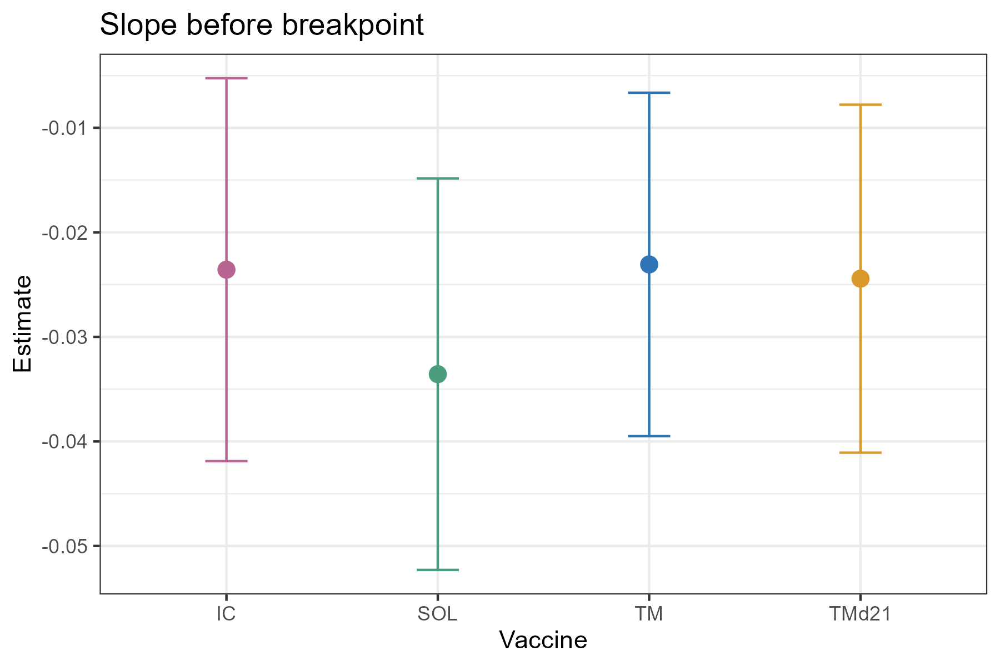 Slope before breakpoint
Estimate
-0.01
-0.02
-0.03
-0.04
-0.05
IC
SOL
TM
TMd21
Vaccine